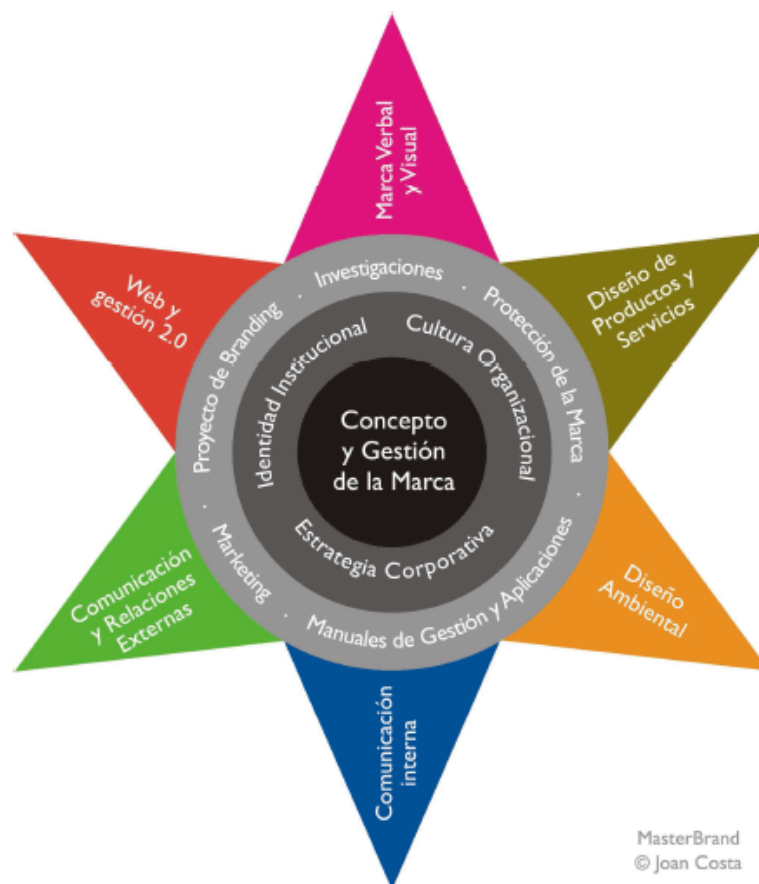 Marca Verbal
y Visual
Diseño de
Productos y
Servicios
Diseño
Ambiental
Comunicación
interna
Comunicación
y Relaciones
Externas
Web y
gestión 2.0
Proyecto de Branding · Investigaciones · Protección de la Marca · Manuales de Gestión y Aplicaciones · Marketing ·
Identidad Institucional
Cultura Organizacional
Estrategia Corporativa
Concepto
y Gestión
de la Marca
MasterBrand
© Joan Costa